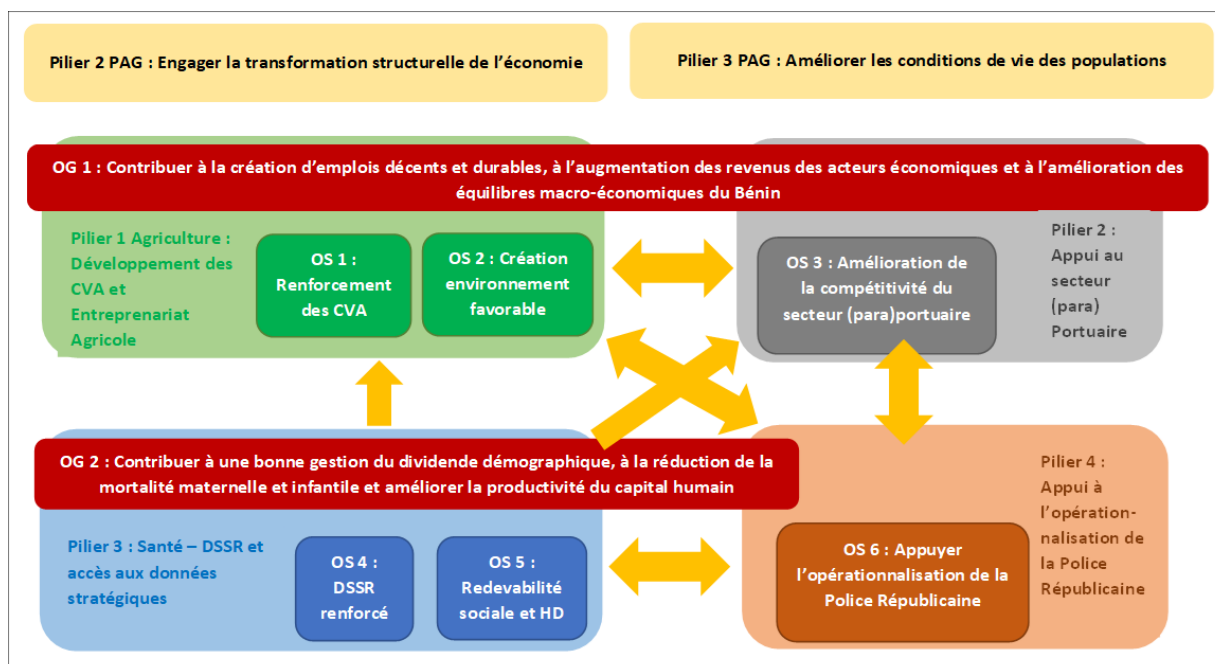 Pilier 2 PAG : Engager la transformation structurelle de l'économie
Pilier 3 PAG : Améliorer les conditions de vie des populations
OG 1 : Contribuer à la création d'emplois décents et durables, à l'augmentation des revenus des acteurs économiques et à l'amélioration des
équilibres macro-économiques du Bénin
Pilier 1 Agriculture :
Développement des
CVA et
Entreprenariat
Agricole
OS 1 :
Renforcement
des CVA
OS 2 : Création
environnement
favorable
OS 3 : Amélioration de
la compétitivité du
secteur (para)portuaire
Pilier 2 :
Appui au
secteur
(para)
Portuaire
OG 2 : Contribuer à une bonne gestion du dividende démographique, à la réduction de la
mortalité maternelle et infantile et améliorer la productivité du capital humain
Pilier 3 : Santé – DSSR et
accès aux données
stratégiques
OS 4 :
DSSR
renforcé
OS 5 :
Redevabilité
sociale et HD
OS 6 : Appuyer
l'opérationnalisation de la
Police Républicaine
Pilier 4 :
Appui à
l'opération-
nalisation de
la Police
Républicaine